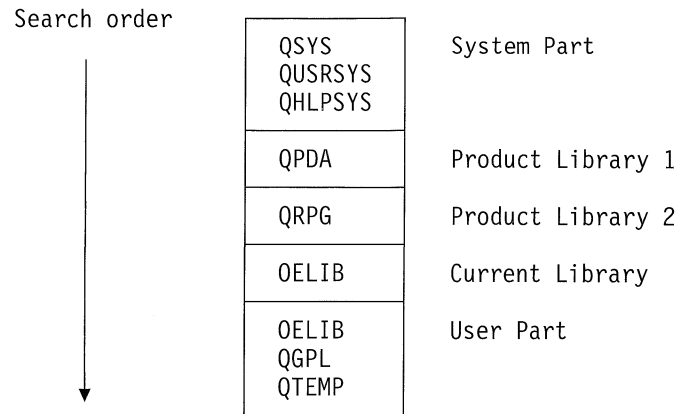 Search order
QSYS System Part
QUSRSYS
QHLPSYS
QPDA Product Library 1
QRPG Product Library 2
OELIB Current Library
OELIB User Part
QGPL
QTEMP